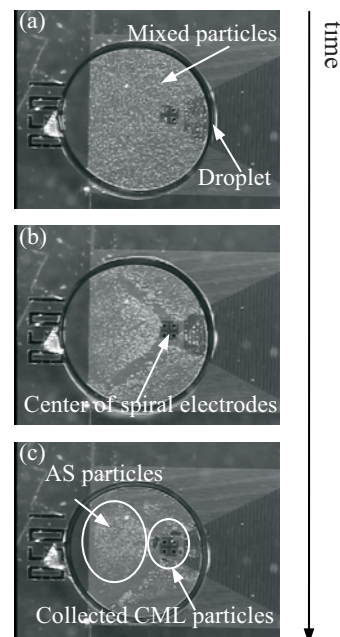 (a)
Mixed particles
Droplet
(b)
Center of spiral electrodes
(c)
AS particles
Collected CML particles
time